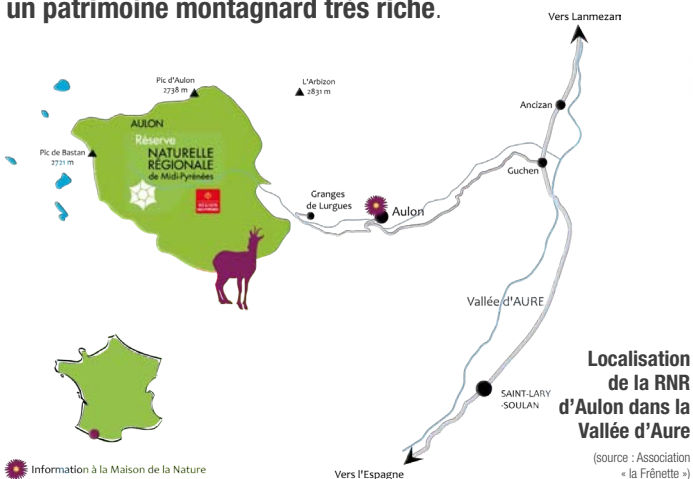 un patrimoine montagnard très riche.
Vers Lanmezan
Pic d'Aulon
2738 m
L'Arbizon
2831 m
Ancizan
AULON
Réserve
NATURELLE
RÉGIONALE
de Midi-Pyrénées
Pic de Bastan
2721 m
Guchen
Granges
de Lurgues
Aulon
Vallée d'AURE
Localisation
de la RNR
d'Aulon dans la
Vallée d'Aure
SAINT-LARY
-SOULAN
(source : Association
« la Frênette »)
Information à la Maison de la Nature
Vers l'Espagne